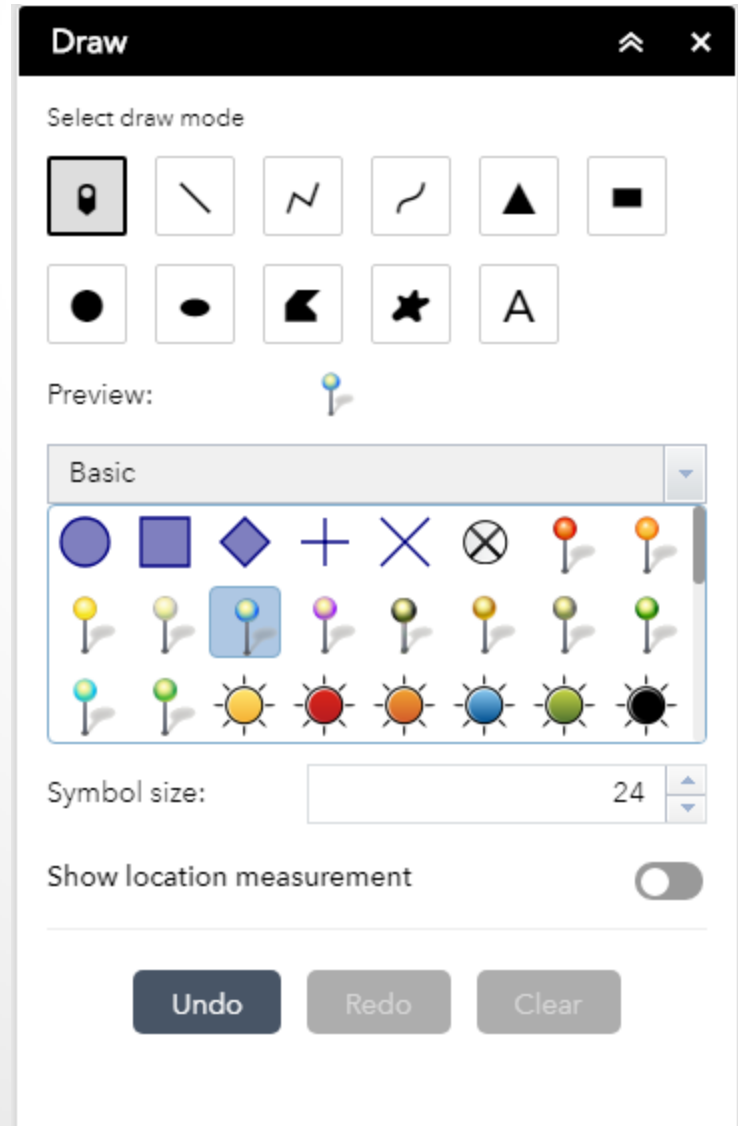 Draw
Select draw mode
A
Preview:
Basic
Symbol size: 24
Show location measurement
Undo Redo Clear